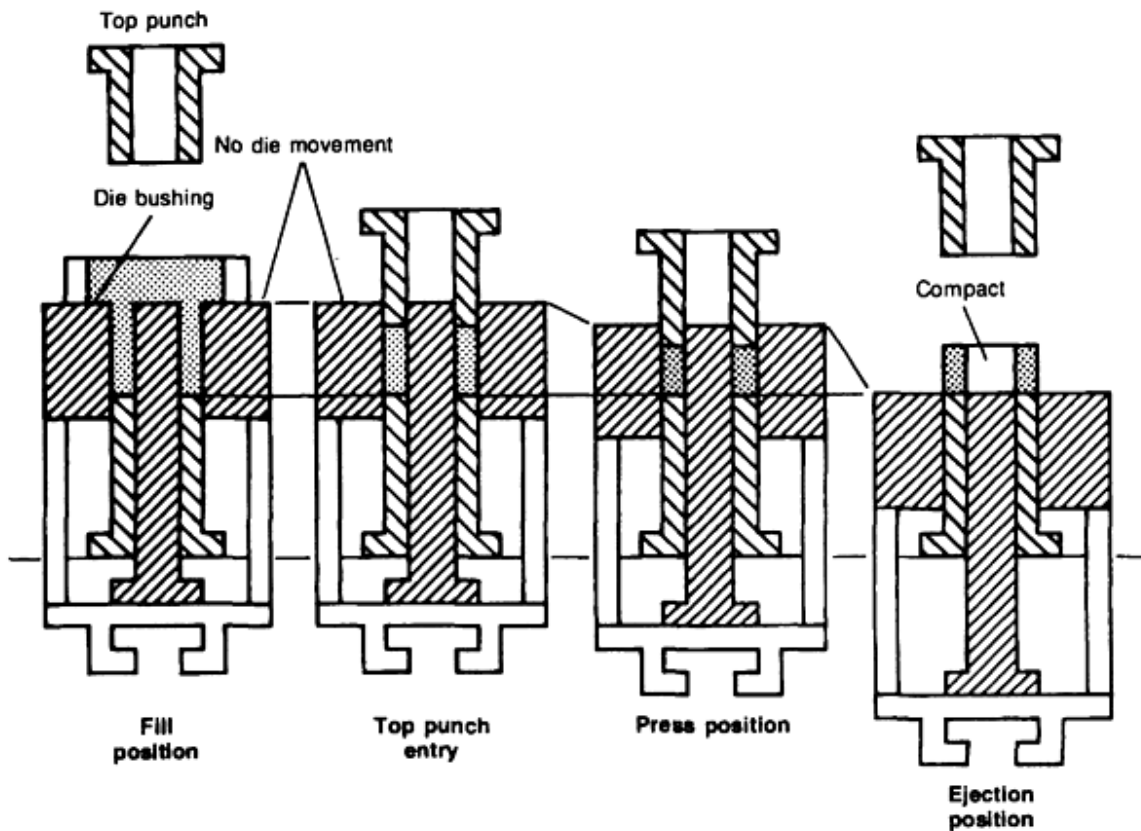 Top punch
No die movement
Die bushing
Compact
Fill
position
Top punch
entry
Press position
Ejection
position